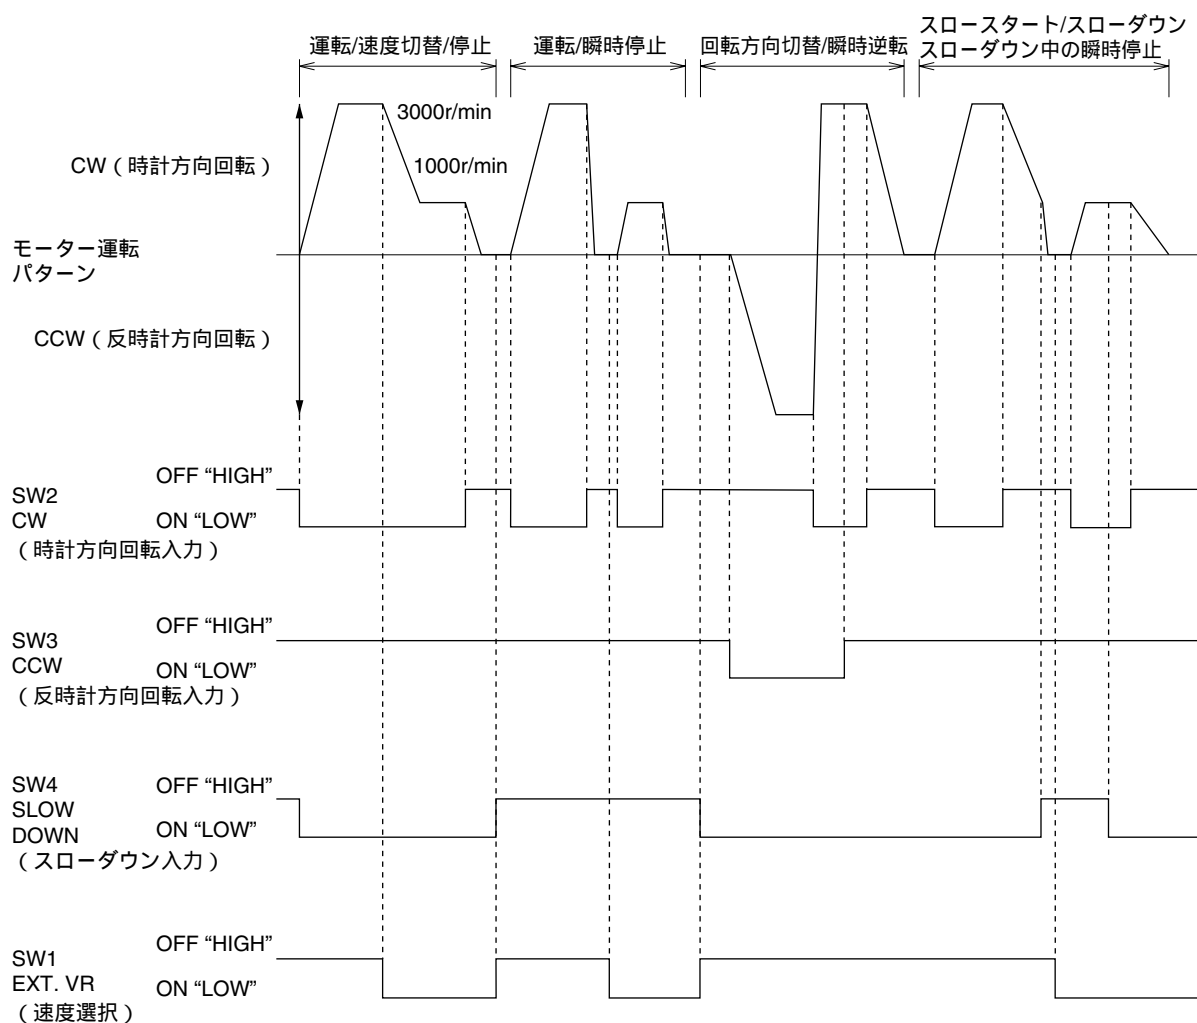 運転/速度切替/停止
運転/瞬時停止
回転方向切替/瞬時逆転
スロースタート/スローダウン
スローダウン中の瞬時停止
3000r/min
CW（時計方向回転）
1000r/min
モーター運転
パターン
CCW（反時計方向回転）
OFF “HIGH”
SW2
CW
ON “LOW”
（時計方向回転入力）
OFF “HIGH”
SW3
CCW
ON “LOW”
（反時計方向回転入力）
SW4
OFF “HIGH”
SLOW
DOWN
ON “LOW”
（スローダウン入力）
OFF “HIGH”
SW1
EXT. VR
ON “LOW”
（速度選択）